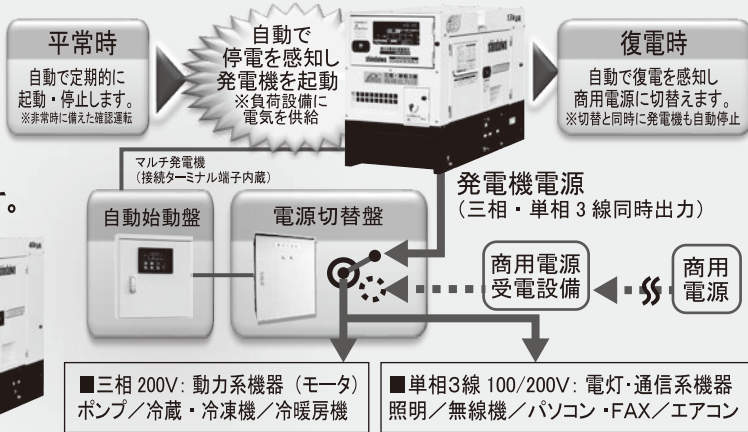 平常時
自動で定期的に
起動・停止します。
※非常時に備えた確認運転
自動で
停電を感知し
発電機を起動
※負荷設備に
電気を供給
shindaiwa
復電時
自動で復電を感知し
商用電源に切替えます。
※切替と同時に発電機も自動停止
マルチ発電機
(接続ターミナル端子内蔵)
す。
自動始動盤
電源切替盤
発電機電源
(三相・単相3線同時出力)
商用電源
受電設備
商用
電源
■三相 200V: 動力系機器 (モータ)
ポンプ/冷蔵・冷凍機/冷暖房機
■単相3線 100/200V: 電灯・通信系機器
照明/無線機/パソコン・FAX/エアコン